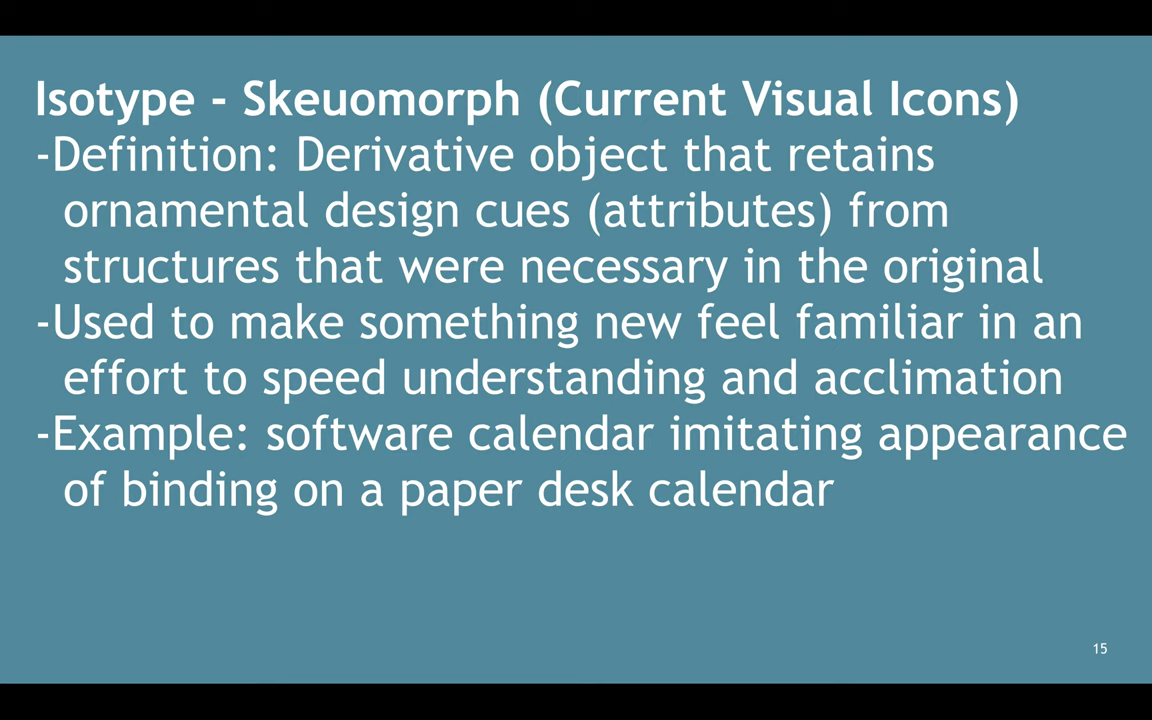 Isotype - Skeuomorph (Current Visual Icons)
-Definition: Derivative object that retains
ornamental design cues (attributes) from
structures that were necessary in the original
-Used to make something new feel familiar in an
effort to speed understanding and acclimation
-Example: software calendar imitating appearance
of binding on a paper desk calendar
15